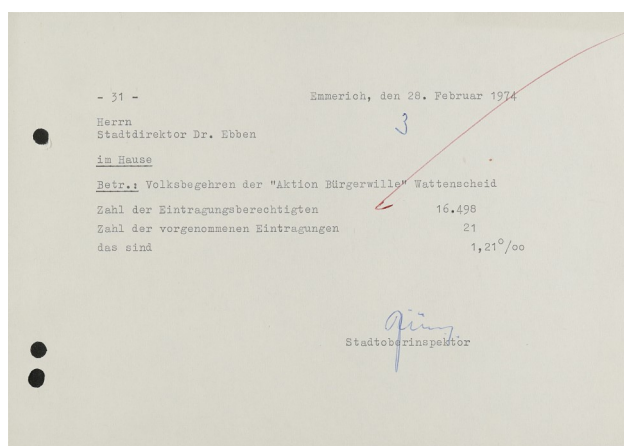 - 31 -
Emmerich, den 28. Februar 1974
3
Herrn
Stadtdirektor Dr. Ebben
im Hause
Betr.: Volksbegehren der "Aktion Bürgerwille" Wattenscheid
Zahl der Eintragungsberechtigten 16.498
Zahl der vorgenommenen Eintragungen 21
das sind 1,21°/oo
Stadtoberinspektor